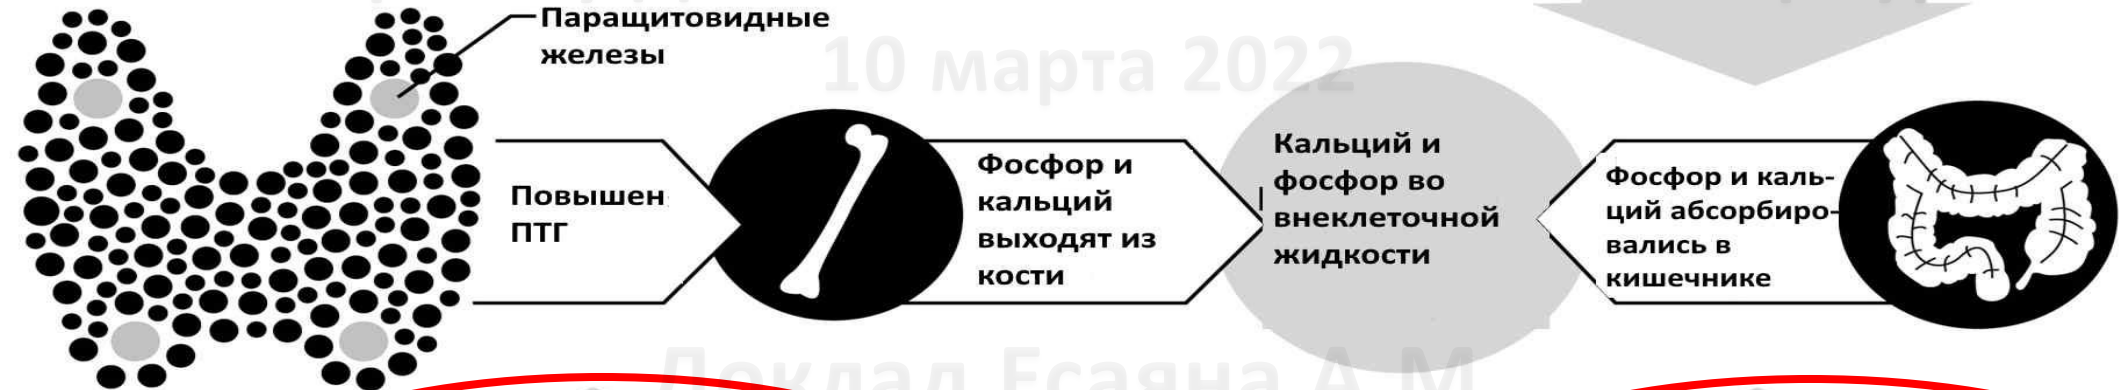 Паращитовидные
железы
10 марта 2022
Повышен
ПТГ
Фосфор и
кальций
выходят из
кости
Кальций и
фосфор во
внеклеточной
жидкости
Фосфор и каль-
ций абсорбиро-
вались в
кишечнике
Доклад Есаяна А.М